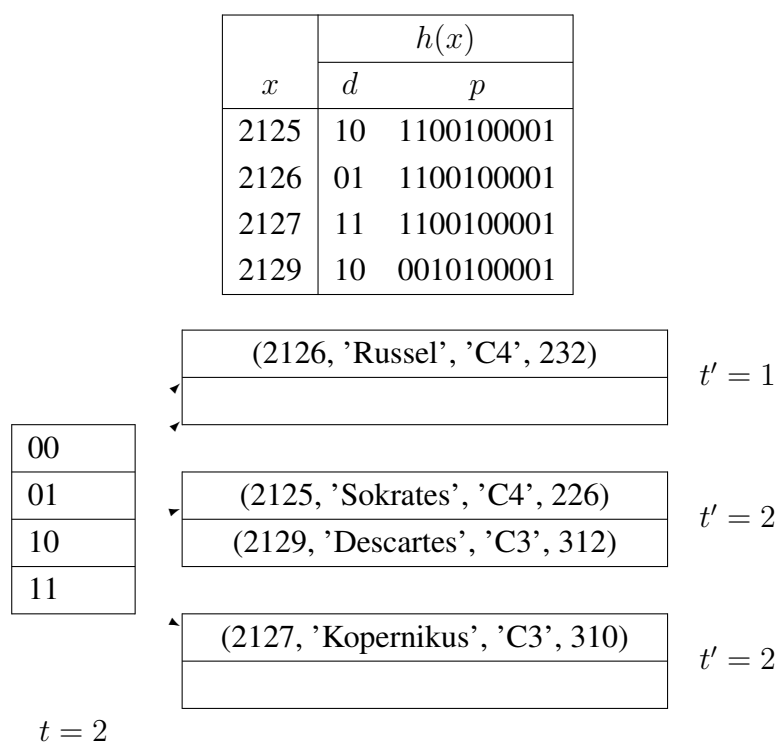 h(x)
x d p
2125 10 1100100001
2126 01 1100100001
2127 11 1100100001
2129 10 0010100001
(2126, 'Russel', 'C4', 232)
t' = 1
00
01
10
11
(2125, 'Sokrates', 'C4', 226)
(2129, 'Descartes', 'C3', 312)
t' = 2
(2127, 'Kopernikus', 'C3', 310)
t' = 2
t = 2